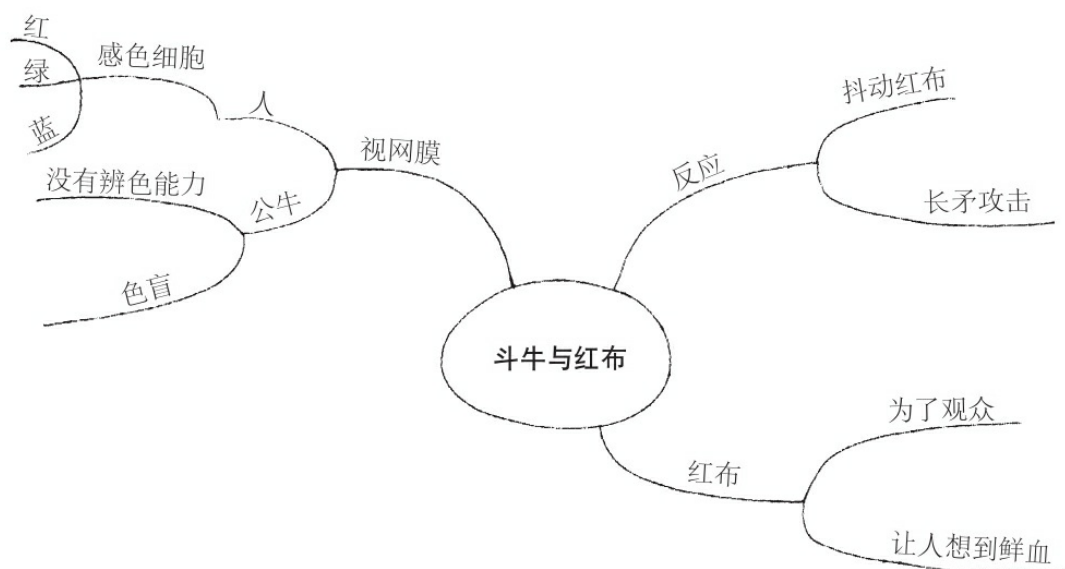 红
绿
蓝
感色细胞
人
没有辨色能力
公牛
色盲
视网膜
斗牛与红布
反应
抖动红布
长矛攻击
红布
为了观众
让人想到鲜血